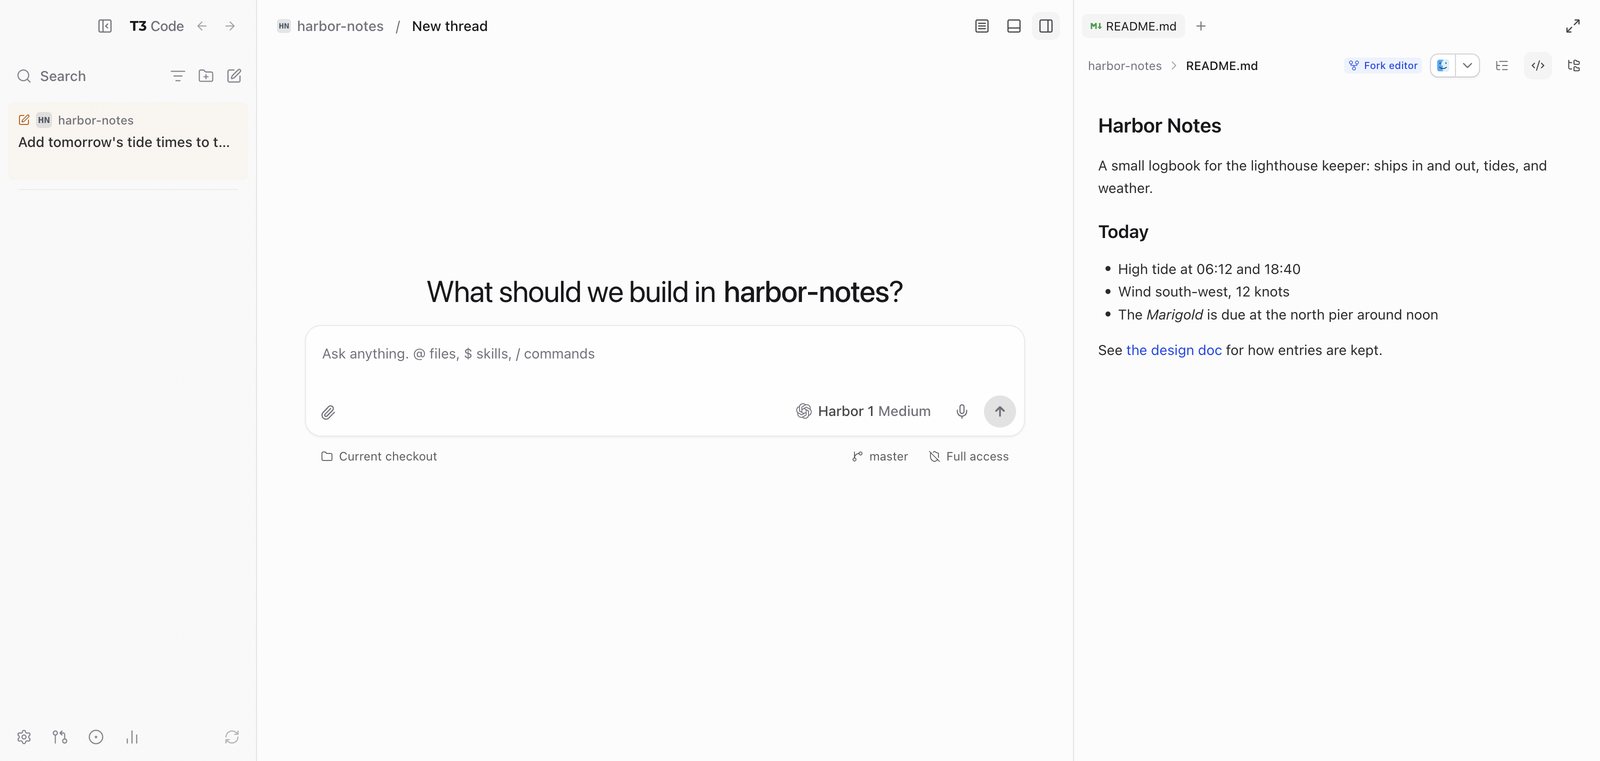 T3 Code
Search
HN harbor-notes
Add tomorrow's tide times to t...
HN harbor-notes / New thread
What should we build in harbor-notes?
Ask anything. @ files, $ skills, / commands
Harbor 1 Medium
Current checkout
master
Full access
M↓ README.md
harbor-notes > README.md
Fork editor
Harbor Notes
A small logbook for the lighthouse keeper: ships in and out, tides, and
weather.
Today
• High tide at 06:12 and 18:40
• Wind south-west, 12 knots
• The Marigold is due at the north pier around noon
See the design doc for how entries are kept.